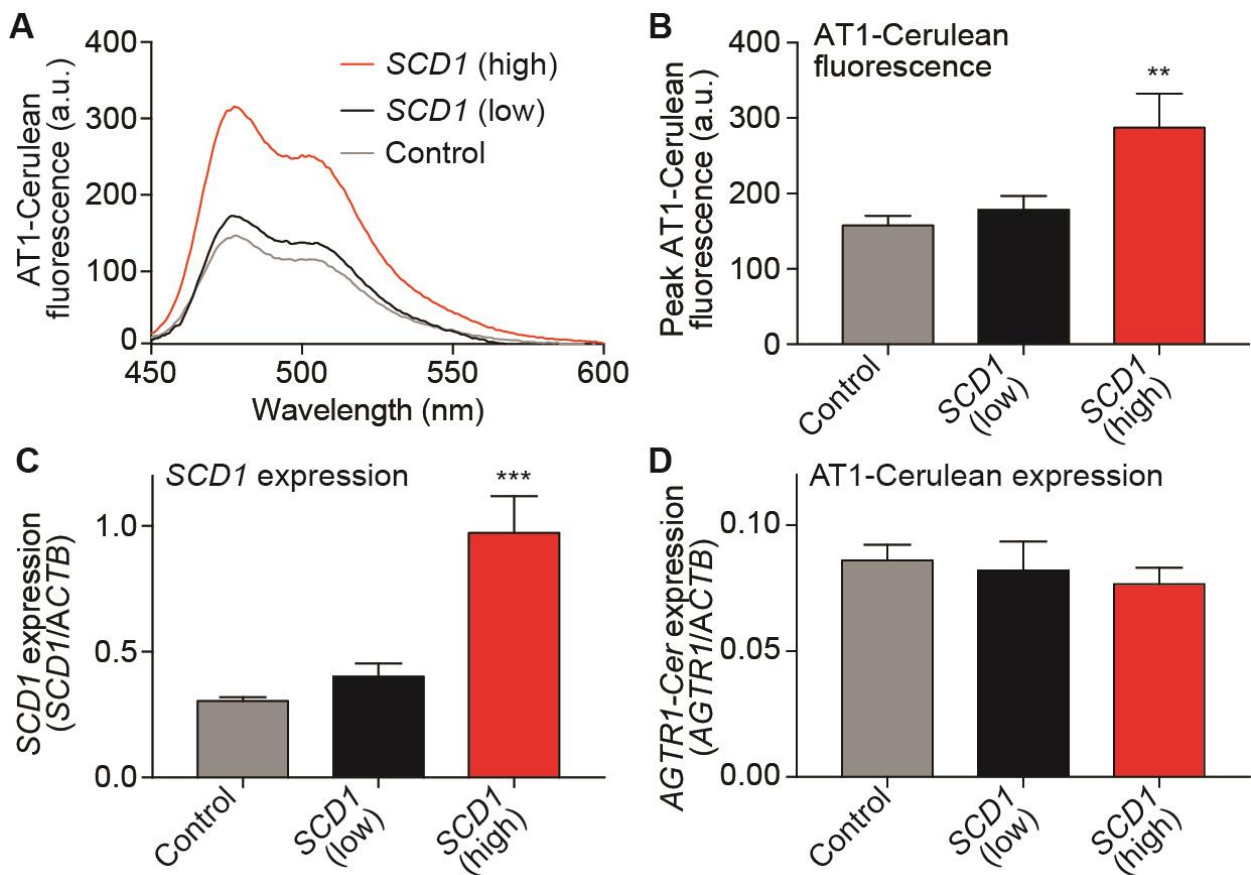 A
AT1-Cerulean
fluorescence (a.u.)
400
300
200
100
0
450
500
550
600
Wavelength (nm)
SCD1 (high)
SCD1 (low)
Control
B
AT1-Cerulean
fluorescence
Peak AT1-Cerulean
fluorescence (a.u.)
400
300
200
100
0
**
Control
SCD1
(low)
SCD1
(high)
C
SCD1 expression
SCD1 expression
(SCD1/ACTB)
1.0
0.5
0.0
***
Control
SCD1
(low)
SCD1
(high)
D
AT1-Cerulean expression
AGTR1-Cer expression
(AGTR1/ACTB)
0.10
0.05
0.00
Control
SCD1
(low)
SCD1
(high)